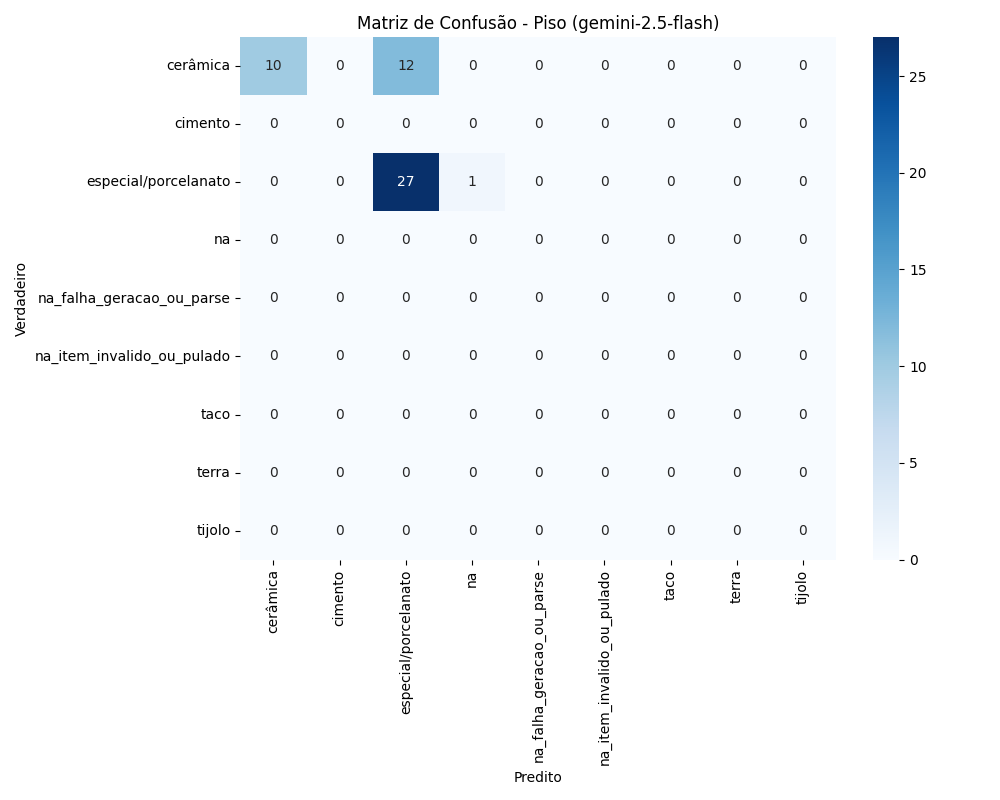 Matriz de Confusão - Piso (gemini-2.5-flash)
cerâmica 10 0 12 0 0 0 0 0 0
cimento 0 0 0 0 0 0 0 0 0
especial/porcelanato 0 0 27 1 0 0 0 0 0
na 0 0 0 0 0 0 0 0 0
na_falha_geracao_ou_parse 0 0 0 0 0 0 0 0 0
na_item_invalido_ou_pulado 0 0 0 0 0 0 0 0 0
taco 0 0 0 0 0 0 0 0 0
terra 0 0 0 0 0 0 0 0 0
tijolo 0 0 0 0 0 0 0 0 0
Verdadeiro
cerâmica
cimento
especial/porcelanato
na
na_falha_geracao_ou_parse
na_item_invalido_ou_pulado
taco
terra
tijolo
Predito
25
20
15
10
5
0